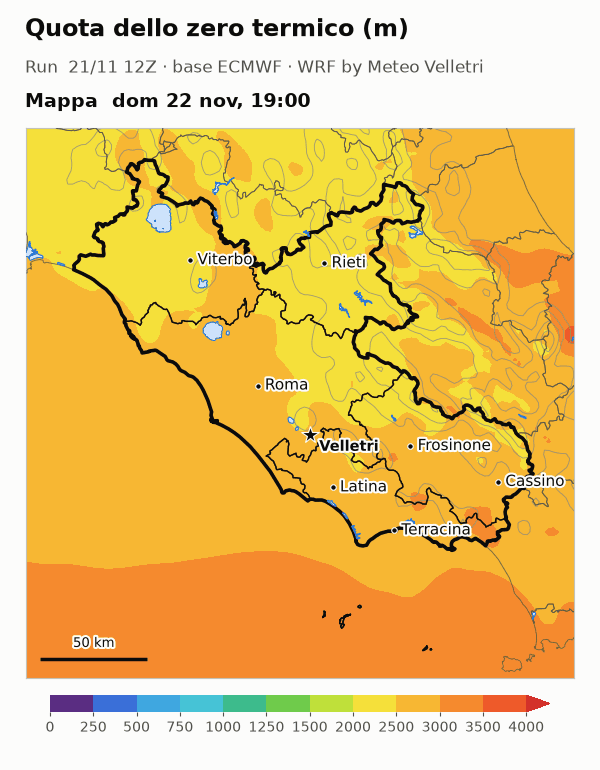 Quota dello zero termico (m)
Run  21/11 12Z · base ECMWF · WRF by Meteo Velletri
Mappa  dom 22 nov, 19:00
Viterbo
Rieti
Roma
Velletri
Frosinone
Latina
Cassino
Terracina
50 km
0 250 500 750 1000 1250 1500 2000 2500 3000 3500 4000